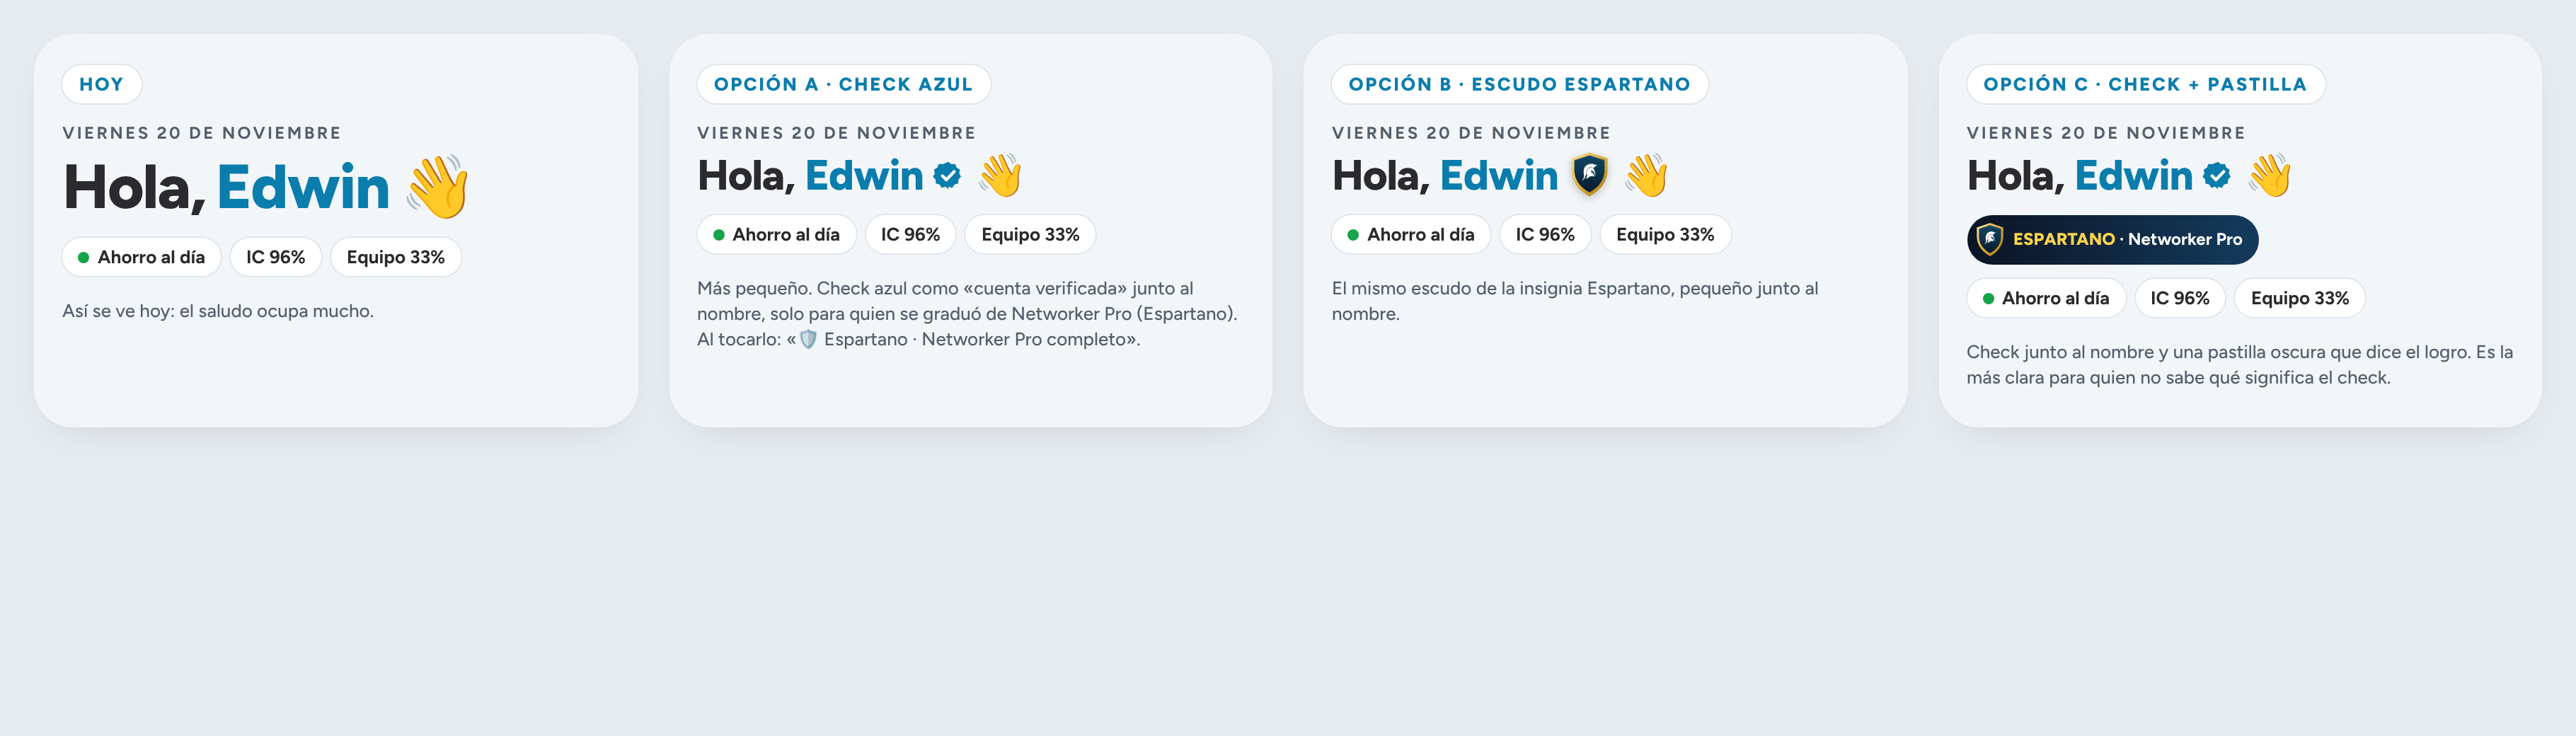 HOY
VIERNES 20 DE NOVIEMBRE
Hola, Edwin 👋
Ahorro al día
IC 96%
Equipo 33%
Así se ve hoy: el saludo ocupa mucho.
OPCIÓN A · CHECK AZUL
VIERNES 20 DE NOVIEMBRE
Hola, Edwin 👋
Ahorro al día
IC 96%
Equipo 33%
Más pequeño. Check azul como «cuenta verificada» junto al
nombre, solo para quien se graduó de Networker Pro (Espartano).
Al tocarlo: «🛡️ Espartano · Networker Pro completo».
OPCIÓN B · ESCUDO ESPARTANO
VIERNES 20 DE NOVIEMBRE
Hola, Edwin 👋
Ahorro al día
IC 96%
Equipo 33%
El mismo escudo de la insignia Espartano, pequeño junto al
nombre.
OPCIÓN C · CHECK + PASTILLA
VIERNES 20 DE NOVIEMBRE
Hola, Edwin 👋
ESPARTANO · Networker Pro
Ahorro al día
IC 96%
Equipo 33%
Check junto al nombre y una pastilla oscura que dice el logro. Es la
más clara para quien no sabe qué significa el check.